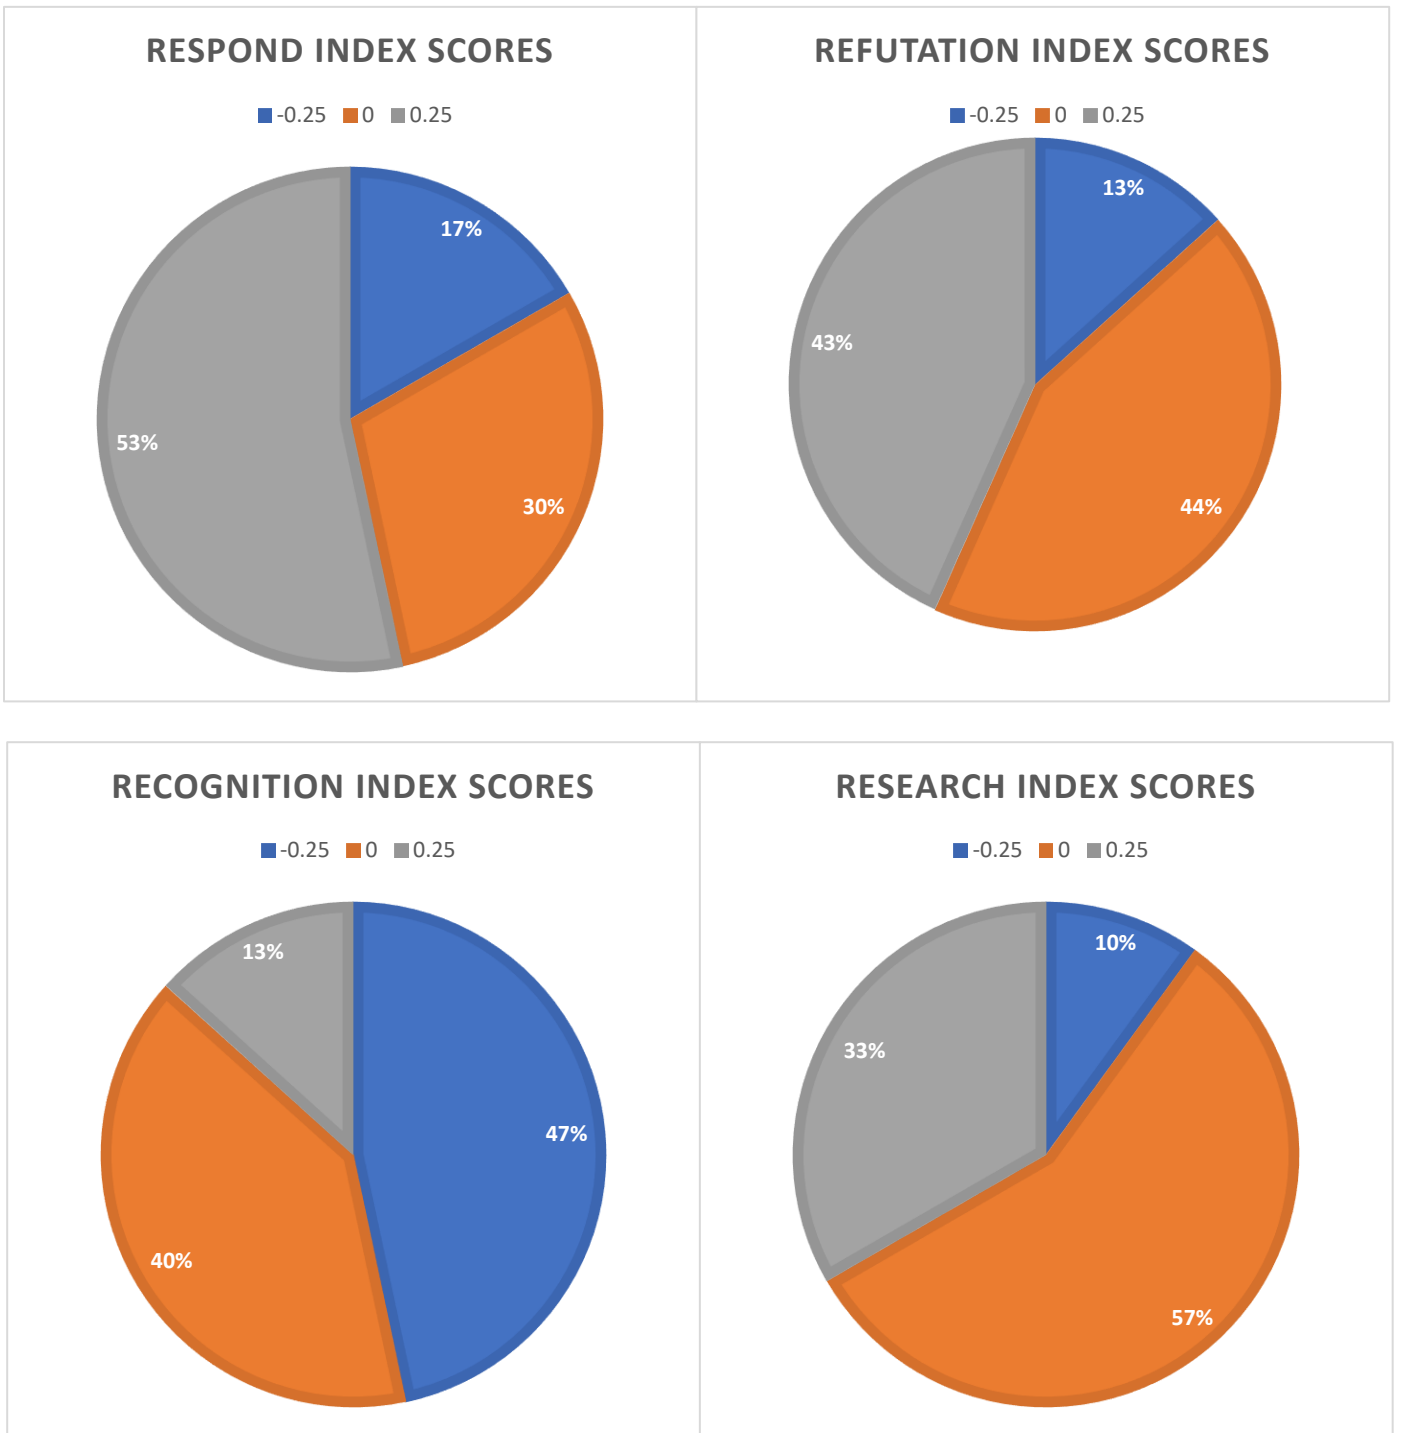 RESPOND INDEX SCORES
-0.25 0 0.25
17%
53%
30%
REFUTATION INDEX SCORES
-0.25 0 0.25
13%
43%
44%
RECOGNITION INDEX SCORES
-0.25 0 0.25
13%
47%
40%
RESEARCH INDEX SCORES
-0.25 0 0.25
10%
33%
57%